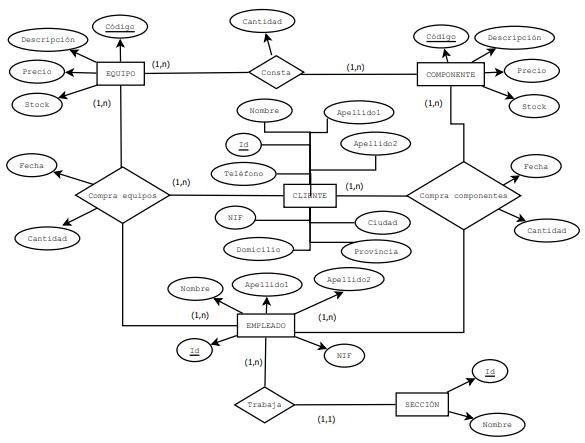 Cantidad
Código
Descripción
Precio
Stock
EQUIPO
(1,n)
(1,n)
Consta
(1,n)
Código
Descripción
Precio
Stock
COMPONENTE
(1,n)
Nombre
Apellido1
Id
Apellido2
Teléfono
Fecha
Compra equipos
Cantidad
(1,n)
CLIENTE
(1,n)
Compra componentes
Fecha
Cantidad
NIF
Ciudad
Domicilio
Provincia
Nombre
Apellido1
Apellido2
(1,n)
EMPLEADO
(1,n)
Id
NIF
(1,n)
Trabaja
(1,1)
SECCIÓN
Id
Nombre